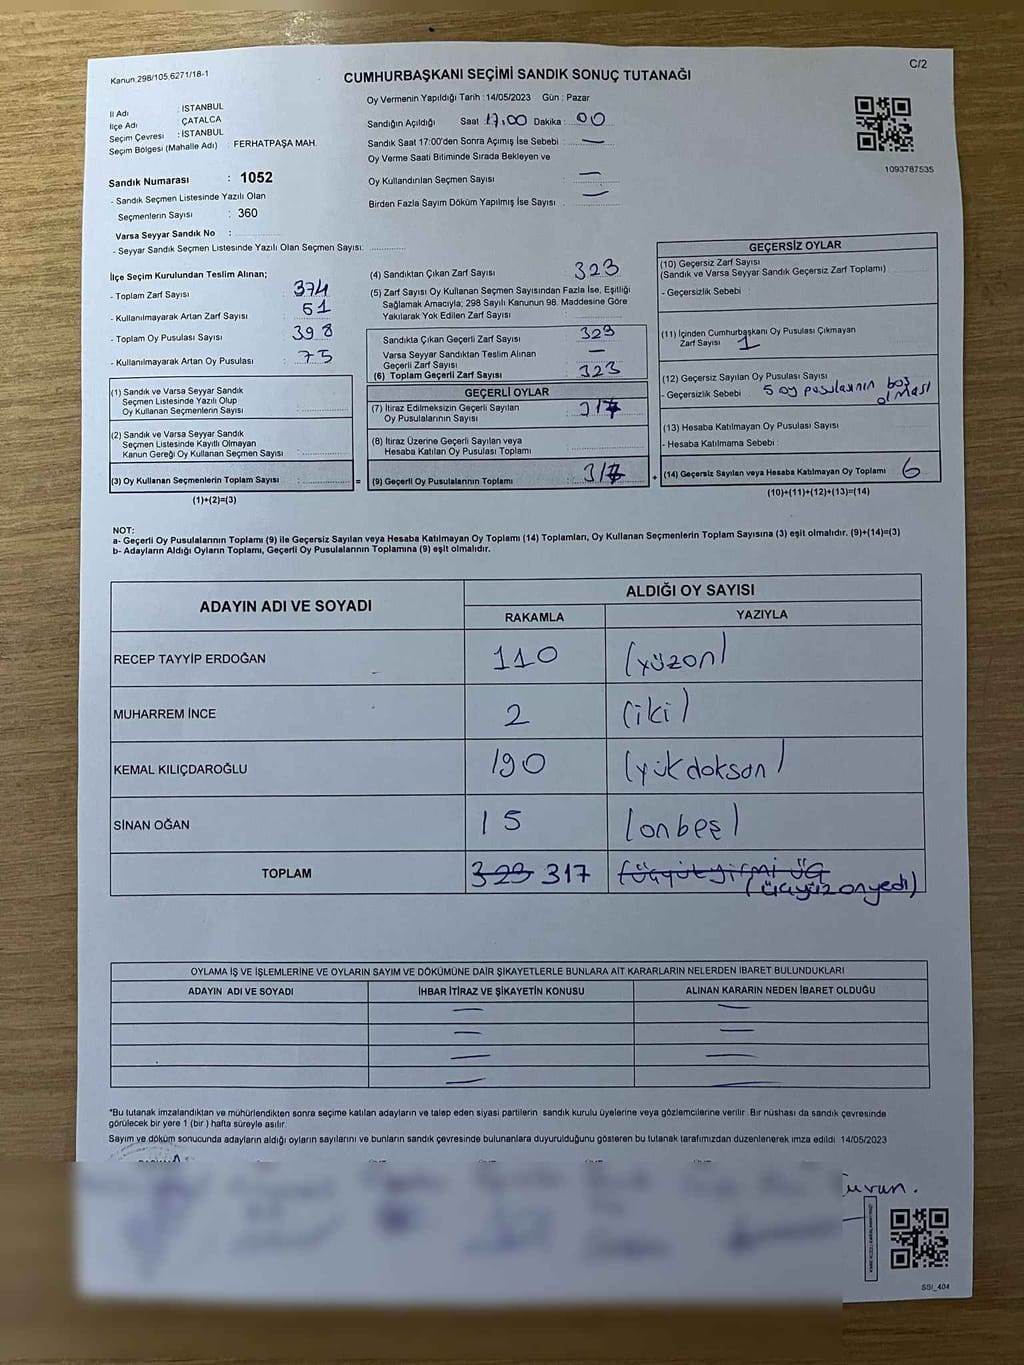 Kanun 298/105,6271/18-1
C/2
CUMHURBAŞKANI SEÇİMİ SANDIK SONUÇ TUTANAĞI
İl Adı : İSTANBUL
İlçe Adı : ÇATALCA
Seçim Çevresi : İSTANBUL
Seçim Bölgesi (Mahalle Adı) : FERHATPAŞA MAH.
Sandık Numarası : 1052
- Sandık Seçmen Listesinde Yazılı Olan
Seçmenlerin Sayısı : 360
Varsa Seyyar Sandık No :
- Seyyar Sandık Seçmen Listesinde Yazılı Olan Seçmen Sayısı:
Oy Vermenin Yapıldığı Tarih : 14/05/2023 Gün : Pazar
Sandığın Açıldığı Saat 17,00 Dakika : 00
Sandık Saat 17:00'den Sonra Açımış İse Sebebi : —
Oy Verme Saati Bitiminde Sırada Bekleyen ve
Oy Kullandırılan Seçmen Sayısı : —
Birden Fazla Sayım Döküm Yapılmış İse Sayısı : —
1093787535
İlçe Seçim Kurulundan Teslim Alınan;
- Toplam Zarf Sayısı : 374
- Kullanılmayarak Artan Zarf Sayısı : 51
- Toplam Oy Pusulası Sayısı : 398
- Kullanılmayarak Artan Oy Pusulası : 75
(1) Sandık ve Varsa Seyyar Sandık
Seçmen Listesinde Yazılı Olup
Oy Kullanan Seçmenlerin Sayısı :
(2) Sandık ve Varsa Seyyar Sandık
Seçmen Listesinde Kayıtlı Olmayan
Kanun Gereği Oy Kullanan Seçmen Sayısı :
(3) Oy Kullanan Seçmenlerin Toplam Sayısı :
(1)+(2)=(3)
=
(4) Sandıktan Çıkan Zarf Sayısı : 323
(5) Zarf Sayısı Oy Kullanan Seçmen Sayısından Fazla İse, Eşitliği
Sağlamak Amacıyla; 298 Sayılı Kanunun 98. Maddesine Göre
Yakılarak Yok Edilen Zarf Sayısı :
Sandıkta Çıkan Geçerli Zarf Sayısı : 323
Varsa Seyyar Sandıktan Teslim Alınan
Geçerli Zarf Sayısı : —
(6) Toplam Geçerli Zarf Sayısı : 323
GEÇERLİ OYLAR
(7) İtiraz Edilmeksizin Geçerli Sayılan
Oy Pusulalarının Sayısı : 317
(8) İtiraz Üzerine Geçerli Sayılan veya
Hesaba Katılan Oy Pusulası Toplamı :
(9) Geçerli Oy Pusulalarının Toplamı : 317
+
GEÇERSİZ OYLAR
(10) Geçersiz Zarf Sayısı
(Sandık ve Varsa Seyyar Sandık Geçersiz Zarf Toplamı)
- Geçersizlik Sebebi :
(11) İçinden Cumhurbaşkanı Oy Pusulası Çıkmayan
Zarf Sayısı : 1
(12) Geçersiz Sayılan Oy Pusulası Sayısı
- Geçersizlik Sebebi : 5 oy pusulasının boş
olması
(13) Hesaba Katılmayan Oy Pusulası Sayısı
- Hesaba Katılmama Sebebi :
(14) Geçersiz Sayılan veya Hesaba Katılmayan Oy Toplamı : 6
(10)+(11)+(12)+(13)=(14)
NOT:
a- Geçerli Oy Pusulalarının Toplamı (9) ile Geçersiz Sayılan veya Hesaba Katılmayan Oy Toplamı (14) Toplamları, Oy Kullanan Seçmenlerin Toplam Sayısına (3) eşit olmalıdır. (9)+(14)=(3)
b- Adayların Aldığı Oyların Toplamı, Geçerli Oy Pusulalarının Toplamına (9) eşit olmalıdır.
ADAYIN ADI VE SOYADI
ALDIĞI OY SAYISI
RAKAMLA YAZIYLA
RECEP TAYYİP ERDOĞAN 110 (yüzon)
MUHARREM İNCE 2 (iki)
KEMAL KILIÇDAROĞLU 190 (yükdoksan)
SİNAN OĞAN 15 (onbeş)
TOPLAM 323 317
(üçyüzonyedi)
OYLAMA İŞ VE İŞLEMLERİNE VE OYLARIN SAYIM VE DÖKÜMÜNE DAİR ŞİKAYETLERLE BUNLARA AİT KARARLARIN NELERDEN İBARET BULUNDUKLARI
ADAYIN ADI VE SOYADI İHBAR İTİRAZ VE ŞİKAYETİN KONUSU ALINAN KARARIN NEDEN İBARET OLDUĞU
— —
— —
— —
— —
*Bu tutanak imzalandıktan ve mühürlendikten sonra seçime katılan adayların ve talep eden siyasi partilerin sandık kurulu üyelerine veya gözlemcilerine verilir. Bir nüshası da sandık çevresinde
görülecek bir yere 1 (bir) hafta süreyle asılır.
Sayım ve döküm sonucunda adayların aldığı oyların sayılarını ve bunların sandık çevresinde bulunanlara duyurulduğunu gösteren bu tutanak tarafımızdan düzenlenerek imza edildi 14/05/2023
SSI_404